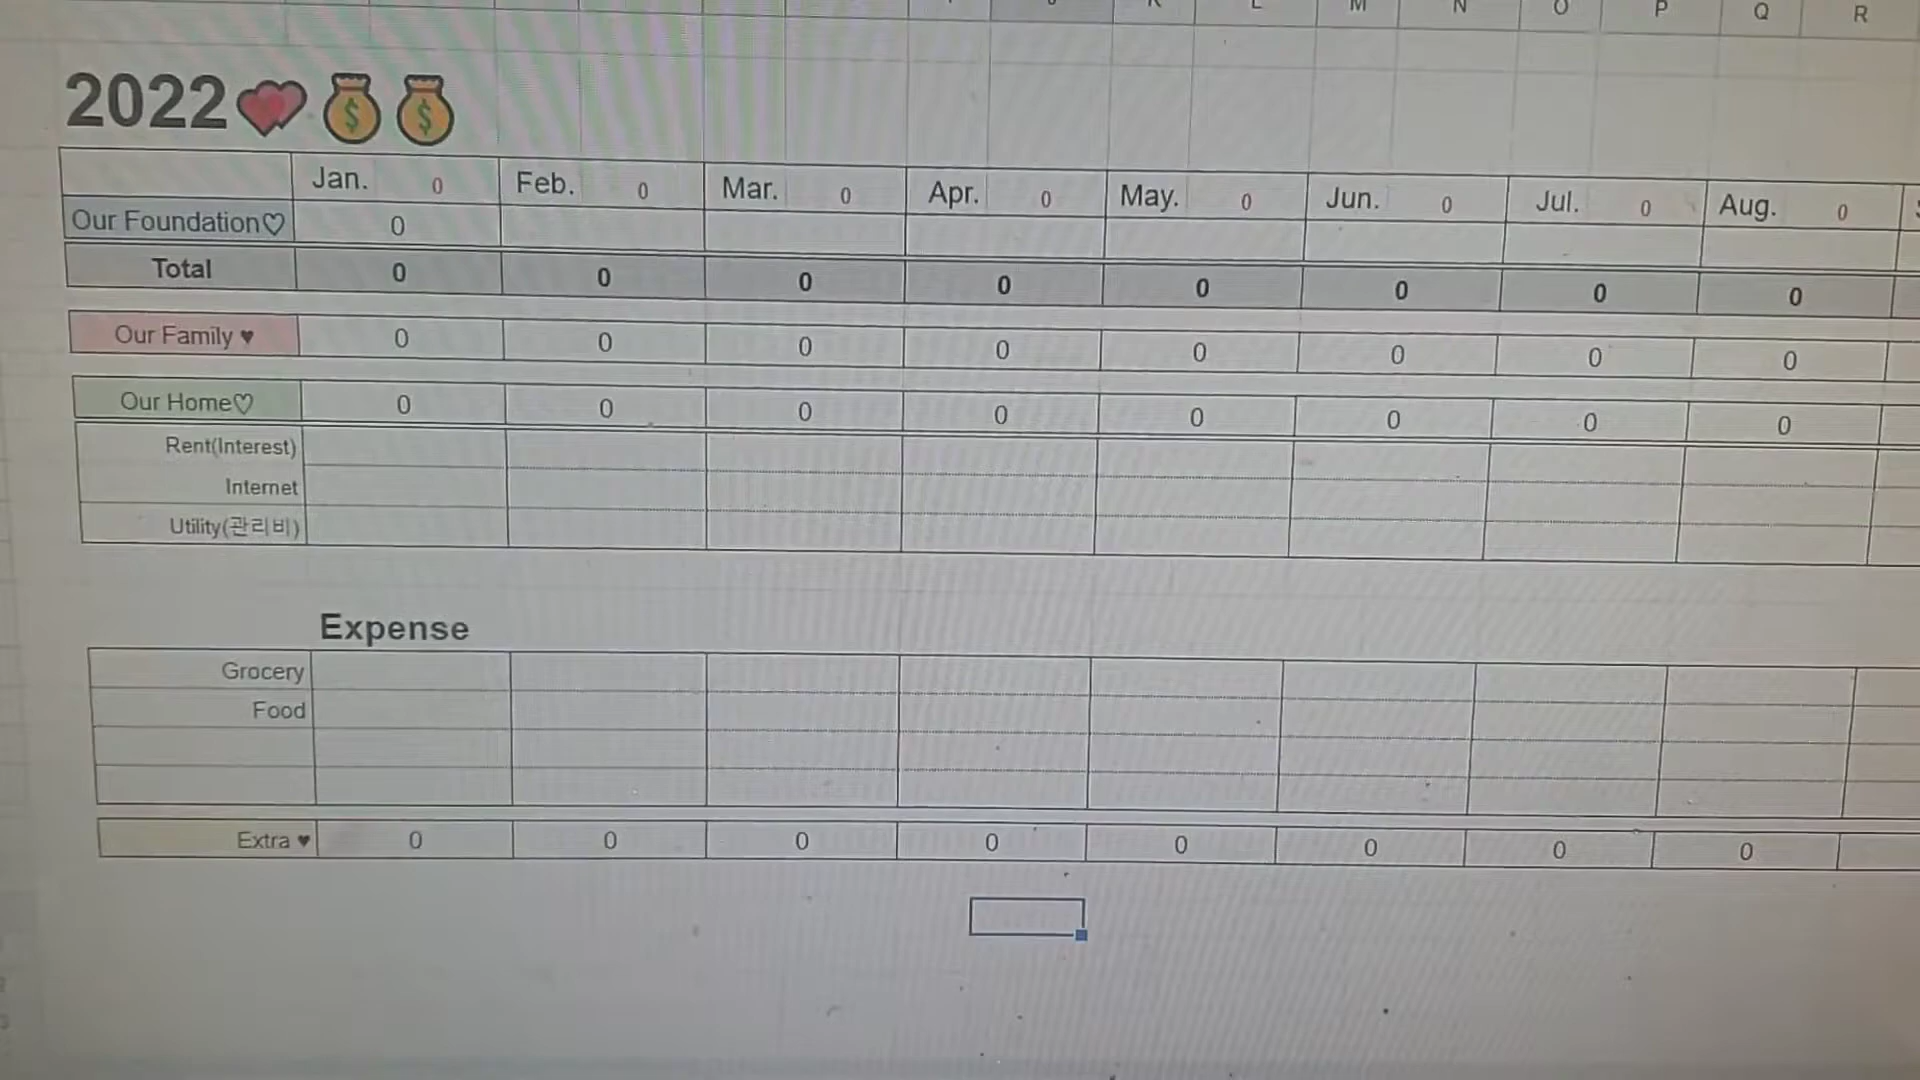 K L M N O P Q R
2022💕💰💰
Jan. 0 Feb. 0 Mar. 0 Apr. 0 May. 0 Jun. 0 Jul. 0 Aug. 0
Our Foundation♡ 0
Total 0 0 0 0 0 0 0 0
Our Family ♥ 0 0 0 0 0 0 0 0
Our Home♡ 0 0 0 0 0 0 0 0
Rent(Interest)
Internet
Utility(관리비)
Expense
Grocery
Food
Extra ♥ 0 0 0 0 0 0 0 0